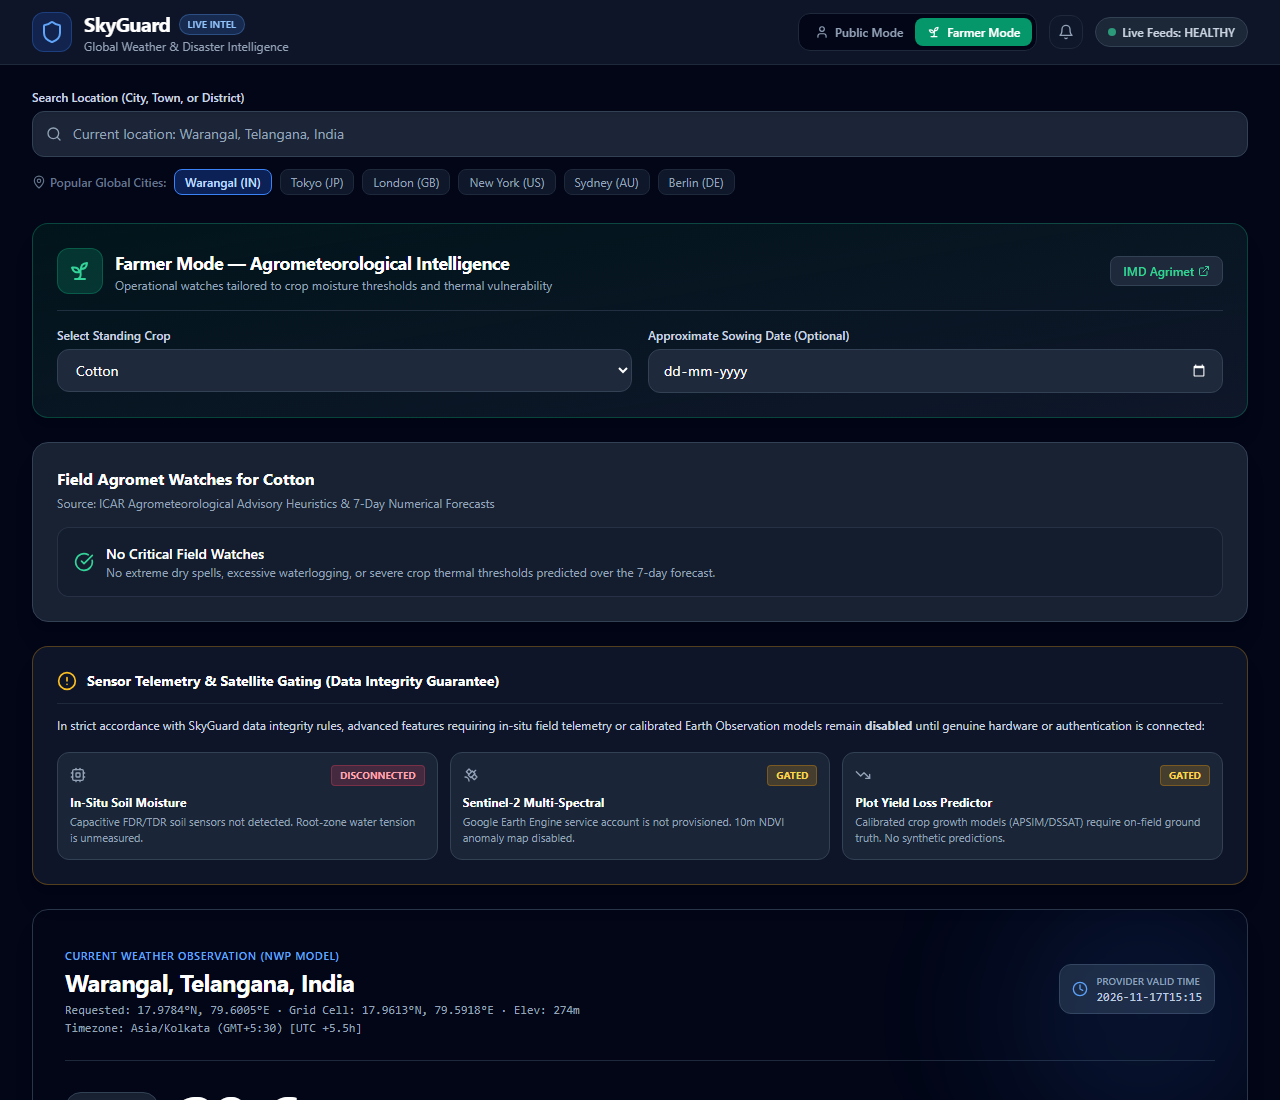 SkyGuard LIVE INTEL
Global Weather & Disaster Intelligence
Public Mode
Farmer Mode
Live Feeds: HEALTHY
Search Location (City, Town, or District)
Current location: Warangal, Telangana, India
Popular Global Cities: Warangal (IN) Tokyo (JP) London (GB) New York (US) Sydney (AU) Berlin (DE)
Farmer Mode — Agrometeorological Intelligence
Operational watches tailored to crop moisture thresholds and thermal vulnerability
IMD Agrimet
Select Standing Crop
Cotton
Approximate Sowing Date (Optional)
dd-mm-yyyy
Field Agromet Watches for Cotton
Source: ICAR Agrometeorological Advisory Heuristics & 7-Day Numerical Forecasts
No Critical Field Watches
No extreme dry spells, excessive waterlogging, or severe crop thermal thresholds predicted over the 7-day forecast.
Sensor Telemetry & Satellite Gating (Data Integrity Guarantee)
In strict accordance with SkyGuard data integrity rules, advanced features requiring in-situ field telemetry or calibrated Earth Observation models remain disabled until genuine hardware or authentication is connected:
DISCONNECTED
In-Situ Soil Moisture
Capacitive FDR/TDR soil sensors not detected. Root-zone water tension
is unmeasured.
GATED
Sentinel-2 Multi-Spectral
Google Earth Engine service account is not provisioned. 10m NDVI
anomaly map disabled.
GATED
Plot Yield Loss Predictor
Calibrated crop growth models (APSIM/DSSAT) require on-field ground
truth. No synthetic predictions.
CURRENT WEATHER OBSERVATION (NWP MODEL)
Warangal, Telangana, India
Requested: 17.9784°N, 79.6005°E · Grid Cell: 17.9613°N, 79.5918°E · Elev: 274m
Timezone: Asia/Kolkata (GMT+5:30) [UTC +5.5h]
PROVIDER VALID TIME
2026-11-17T15:15